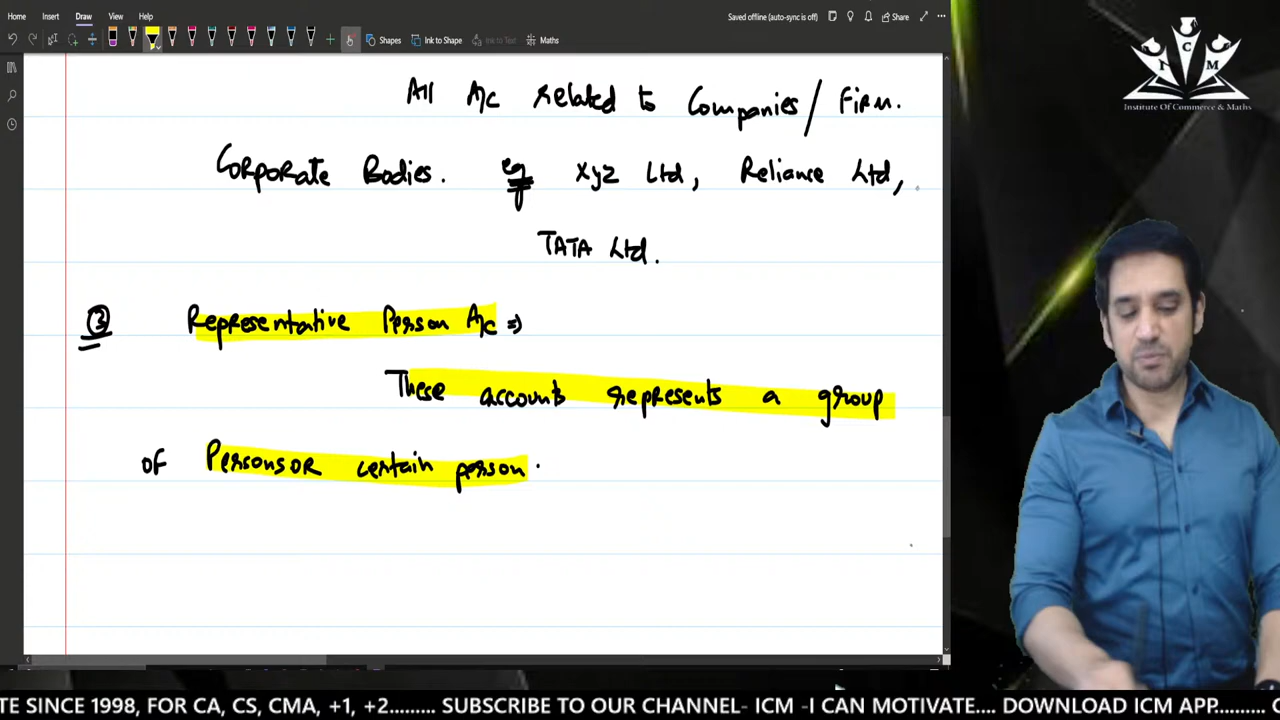 Home Insert Draw View Help
Saved offline (auto-sync is off)
Share
Shapes
Ink to Shape
Ink to Text
Maths
I C M
Institute Of Commerce & Maths
All A/c related to Companies/ Firm.
Corporate Bodies. eg xyz Ltd, Reliance Ltd,
TATA Ltd.
③ Representative Person A/c ⇒
These accounts represents a group
of Persons or certain person.
TE SINCE 1998, FOR CA, CS, CMA, +1, +2......... SUBSCRIBE TO OUR CHANNEL- ICM -I CAN MOTIVATE.... DOWNLOAD ICM APP